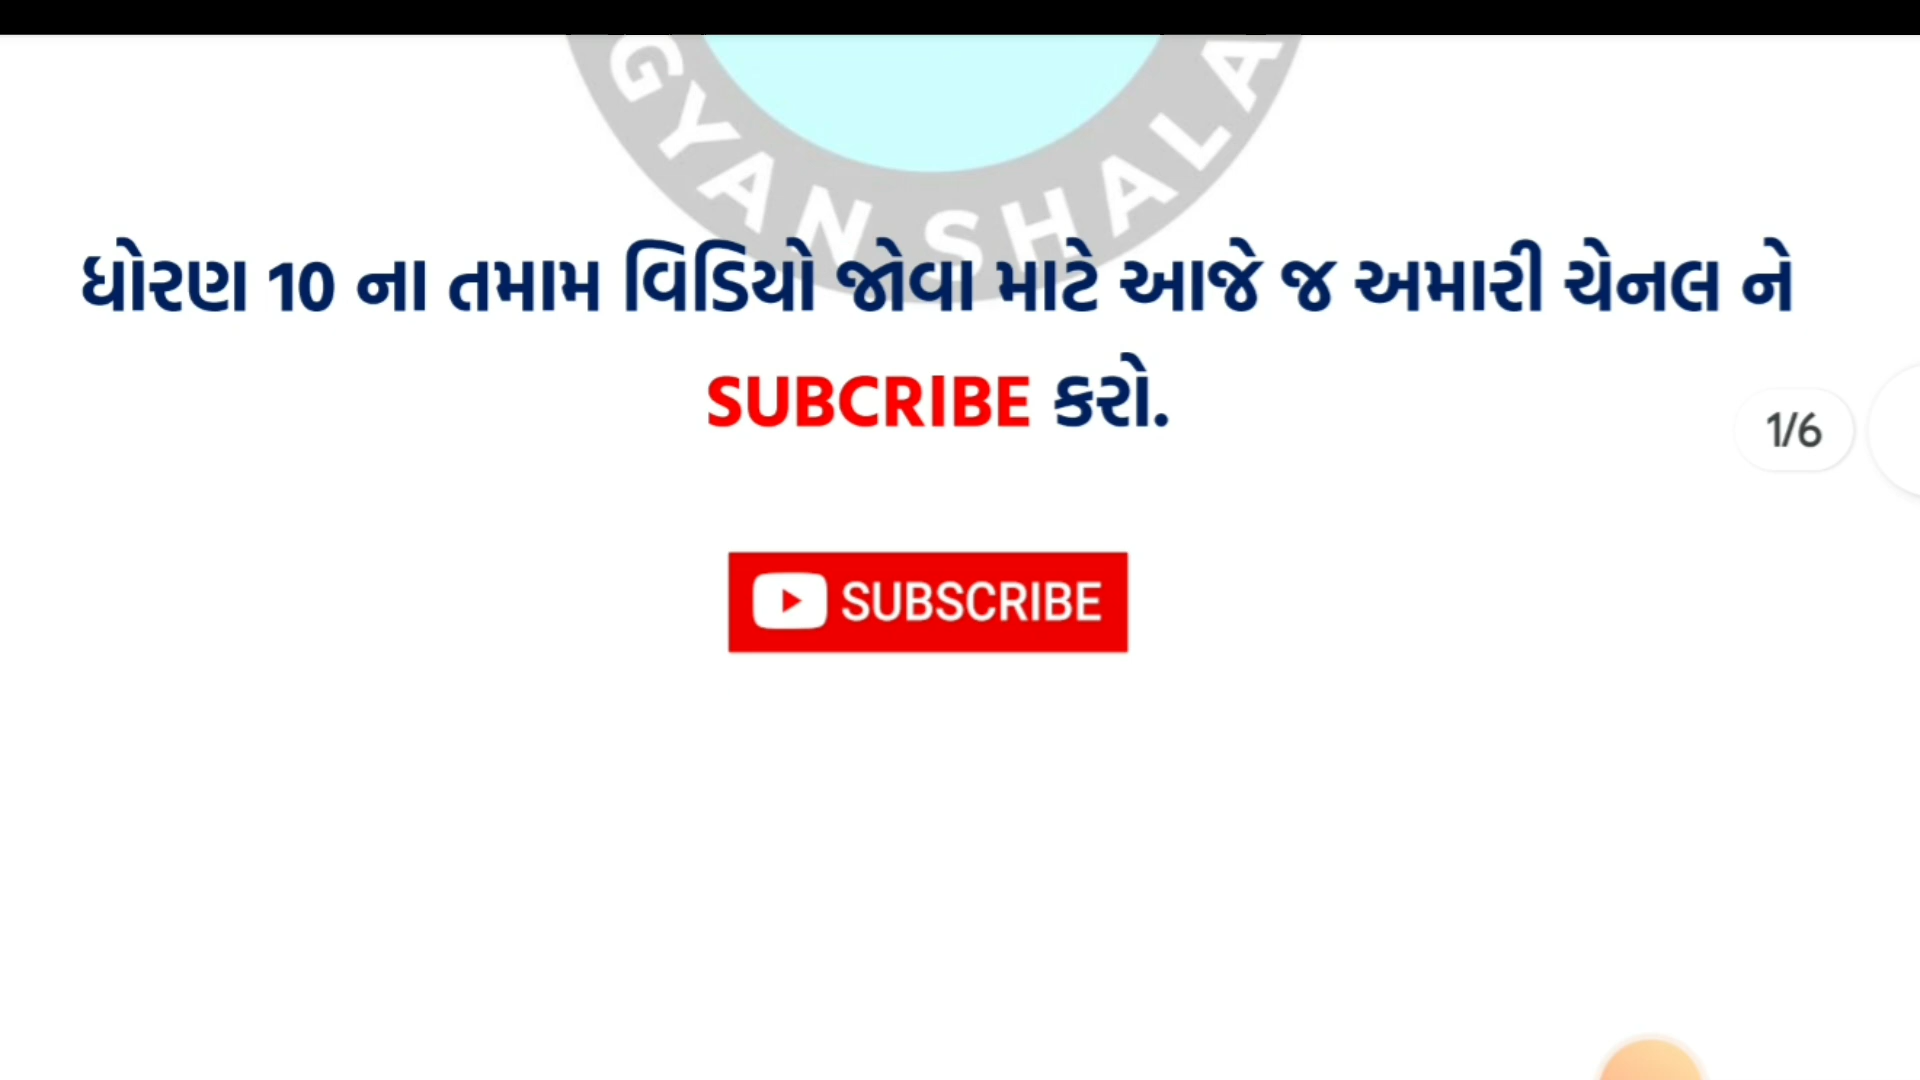 GYAN SHALA
ધોરણ 10 ના તમામ વિડિયો જોવા માટે આજે જ અમારી ચેનલ ને
SUBCRIBE કરો.
1/6
SUBSCRIBE